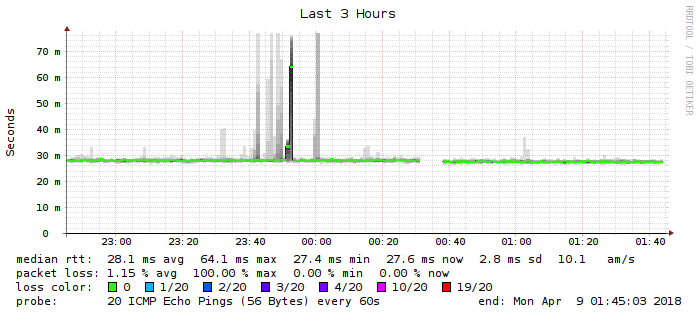 Last 3 Hours
RRDTOOL / TOBI OETIKER
Seconds
70 m
60 m
50 m
40 m
30 m
20 m
10 m
0
23:00 23:20 23:40 00:00 00:20 00:40 01:00 01:20 01:40
median rtt: 28.1 ms avg 64.1 ms max 27.4 ms min 27.6 ms now 2.8 ms sd 10.1 am/s
packet loss: 1.15 % avg 100.00 % max 0.00 % min 0.00 % now
loss color: 0 1/20 2/20 3/20 4/20 10/20 19/20
probe: 20 ICMP Echo Pings (56 Bytes) every 60s end: Mon Apr 9 01:45:03 2018